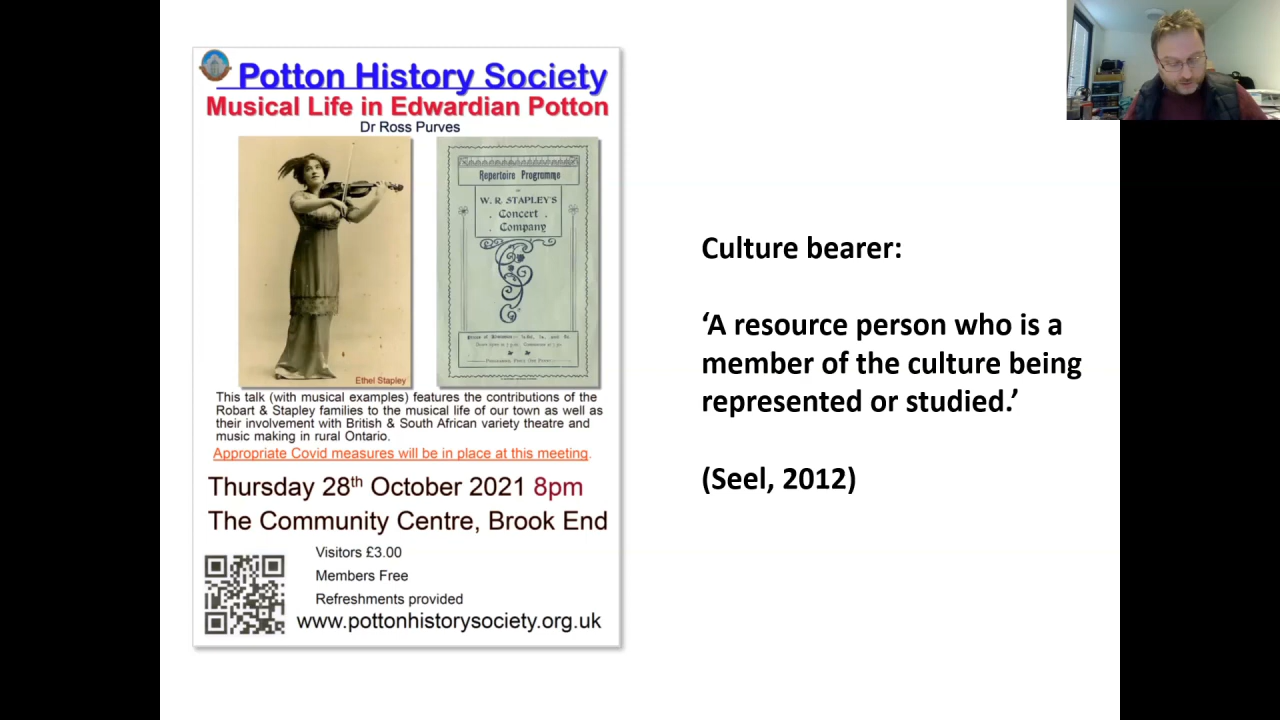 Potton History Society
Musical Life in Edwardian Potton
Dr Ross Purves
Ethel Stapley
Repertoire Programme
W. R. STAPLEY'S
Concert
Company
This talk (with musical examples) features the contributions of the
Robart & Stapley families to the musical life of our town as well as
their involvement with British & South African variety theatre and
music making in rural Ontario.
Appropriate Covid measures will be in place at this meeting.
Thursday 28th October 2021 8pm
The Community Centre, Brook End
Visitors £3.00
Members Free
Refreshments provided
www.pottonhistorysociety.org.uk
Culture bearer:
‘A resource person who is a
member of the culture being
represented or studied.’
(Seel, 2012)